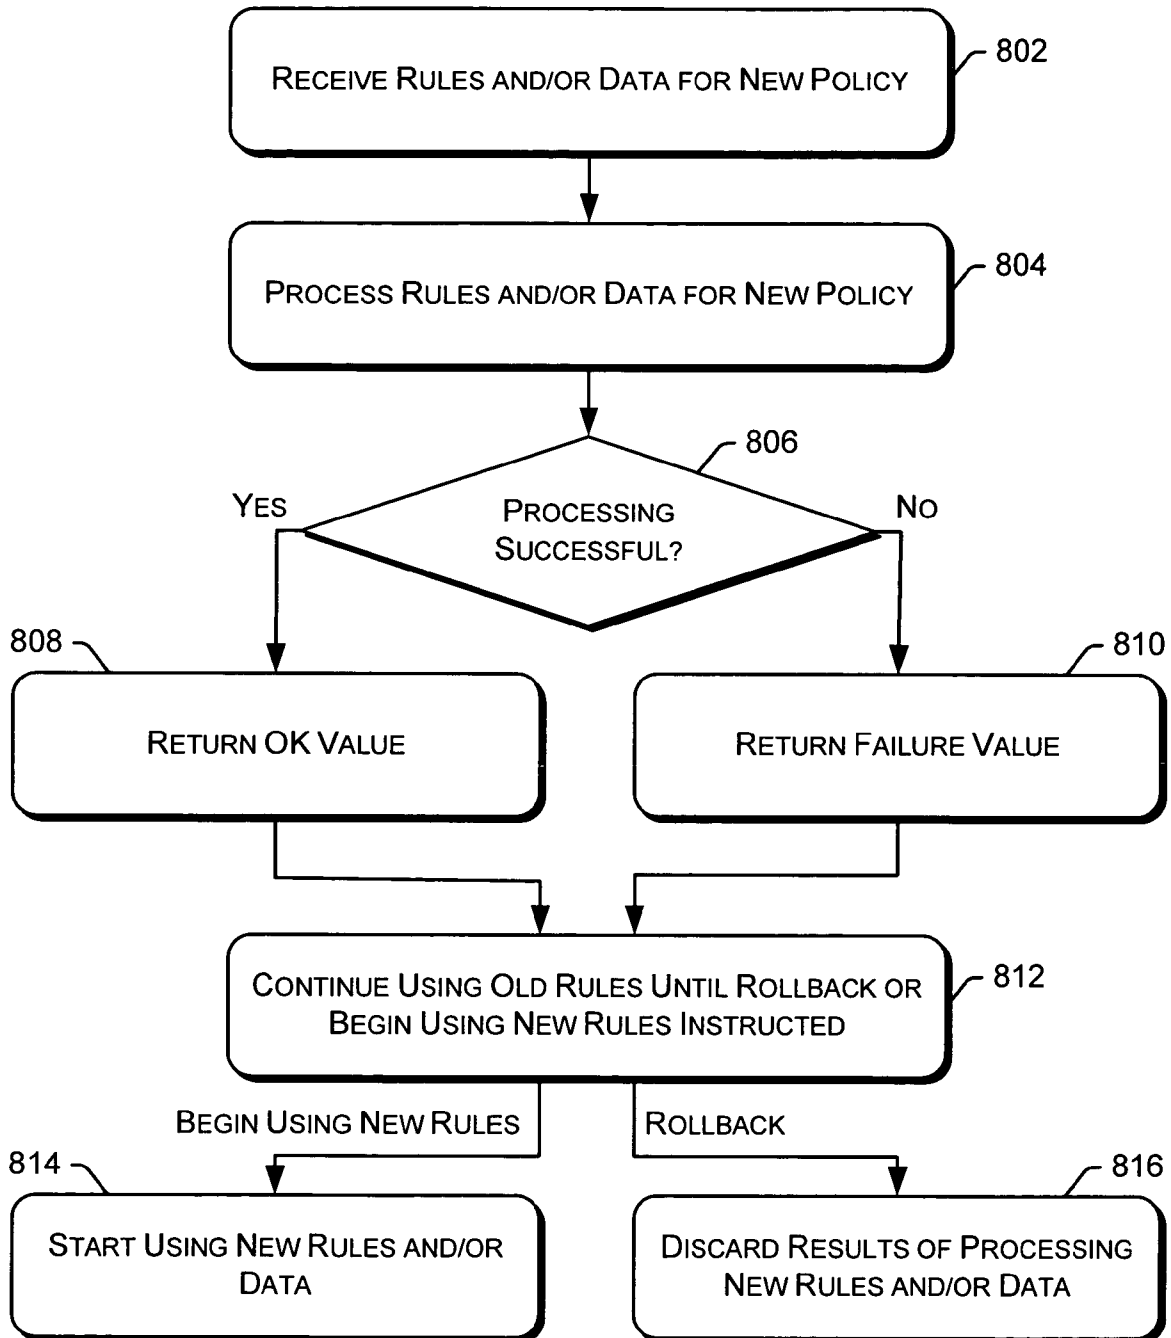 802
RECEIVE RULES AND/OR DATA FOR NEW POLICY
804
PROCESS RULES AND/OR DATA FOR NEW POLICY
806
YES
NO
PROCESSING
SUCCESSFUL?
808
810
RETURN OK VALUE
RETURN FAILURE VALUE
812
CONTINUE USING OLD RULES UNTIL ROLLBACK OR
BEGIN USING NEW RULES INSTRUCTED
BEGIN USING NEW RULES
ROLLBACK
814
816
START USING NEW RULES AND/OR
DATA
DISCARD RESULTS OF PROCESSING
NEW RULES AND/OR DATA